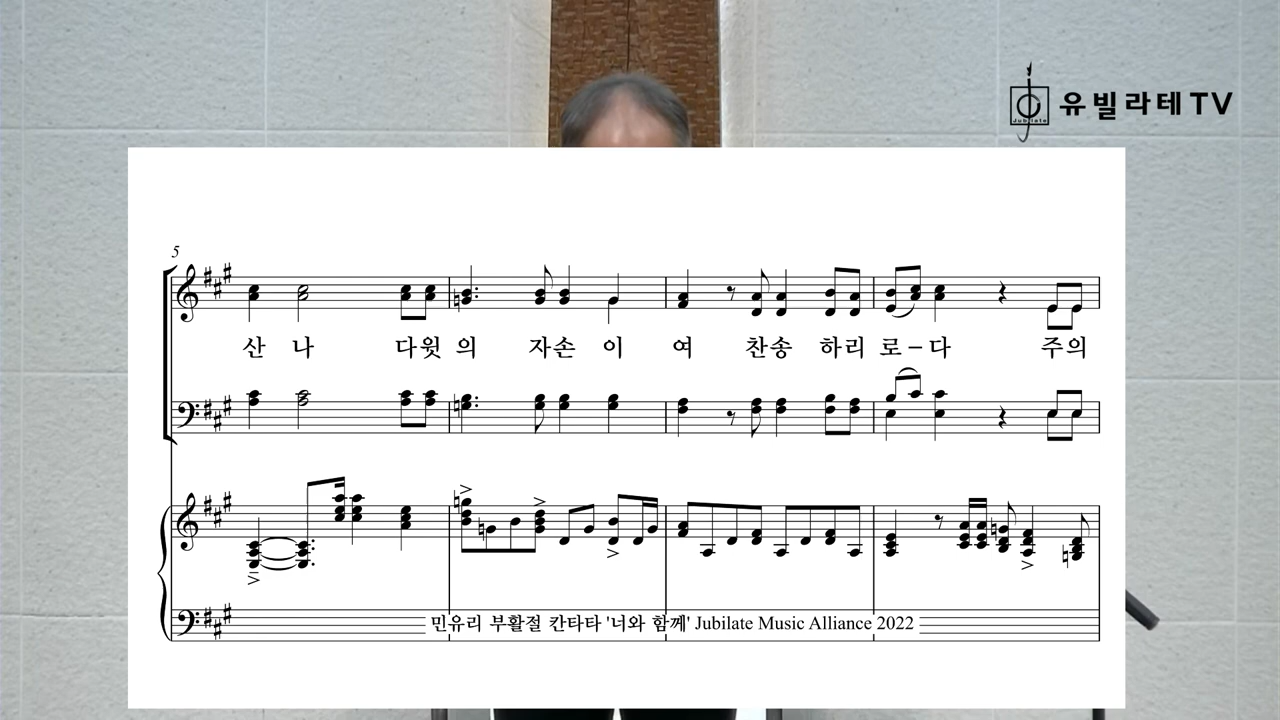 유빌라테TV
Jubilate
5
산 나 다윗 의 자손 이 여 찬송 하리 로-다 주의
민유리 부활절 칸타타 '너와 함께' Jubilate Music Alliance 2022